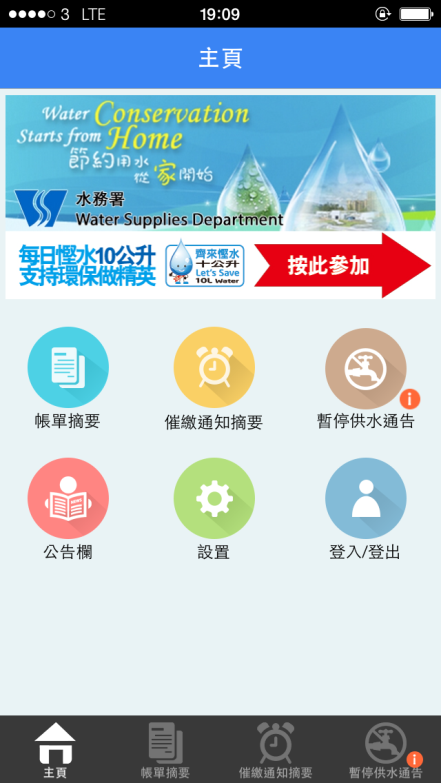 3 LTE 19:09
主頁
Water Conservation
Starts from Home
節約用水
從家開始
水務署
Water Supplies Department
每日慳水10公升
支持環保做精英
齊來慳水
十公升
Let's Save
10L Water
按此參加
帳單摘要
催繳通知摘要
暫停供水通告
公告欄
設置
登入/登出
主頁
帳單摘要
催繳通知摘要
暫停供水通告